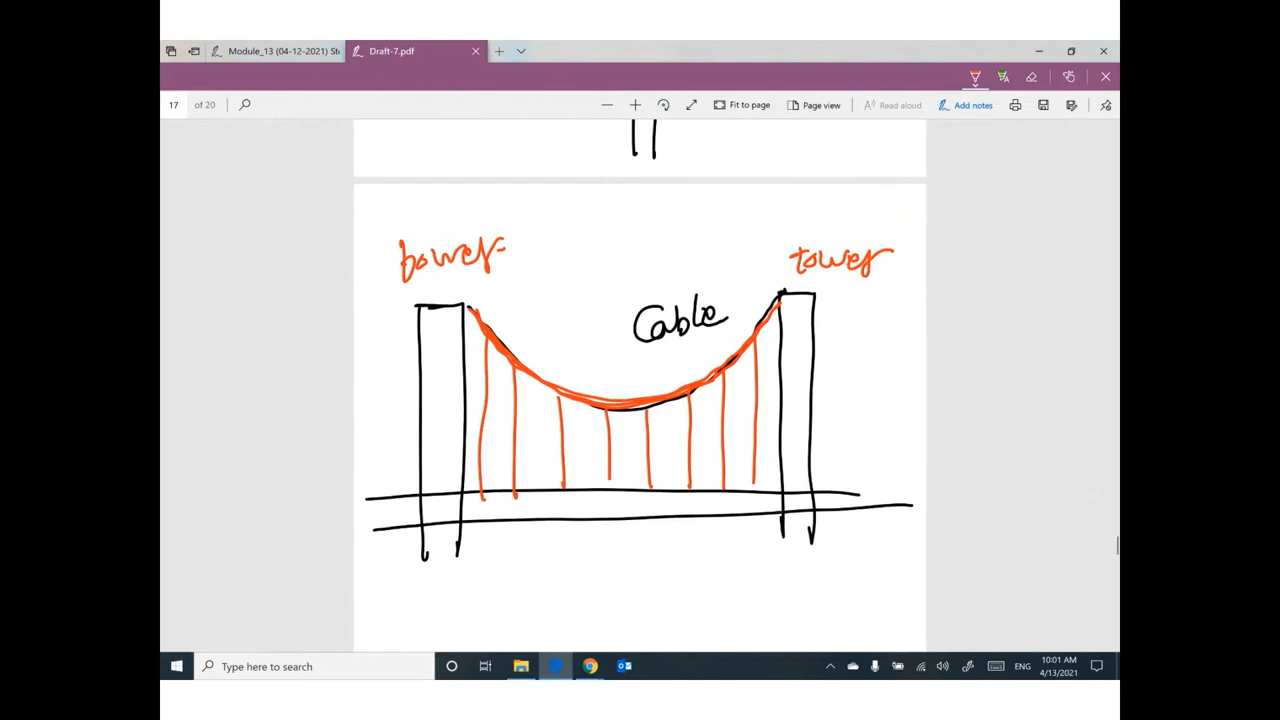 Module_13 (04-12-2021) St
Draft-7.pdf
17 of 20
Fit to page
Page view
Read aloud
Add notes
tower
tower
Cable
Type here to search
ENG
10:01 AM
4/13/2021